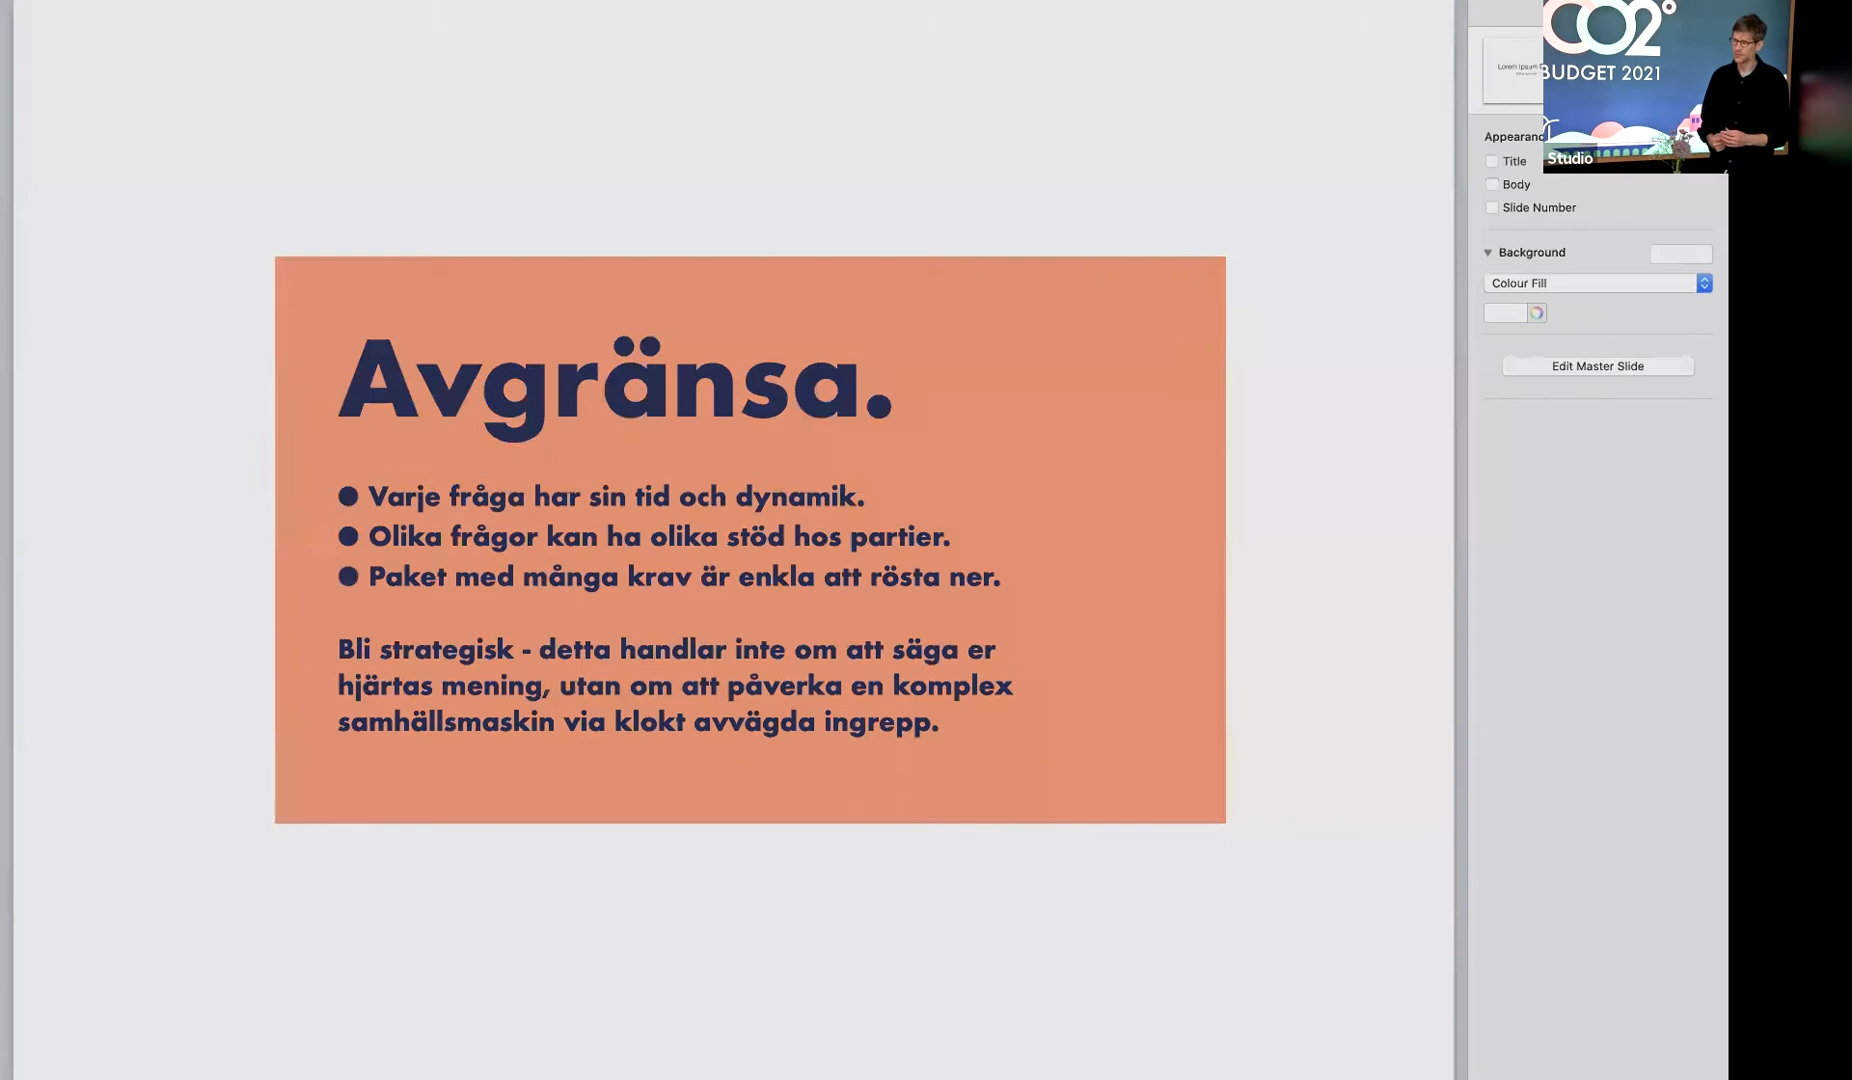 Avgränsa.
● Varje fråga har sin tid och dynamik.
● Olika frågor kan ha olika stöd hos partier.
● Paket med många krav är enkla att rösta ner.
Bli strategisk - detta handlar inte om att säga er
hjärtas mening, utan om att påverka en komplex
samhällsmaskin via klokt avvägda ingrepp.
CO2°
BUDGET 2021
Studio
Lorem Ipsum
Appearanc
Title
Body
Slide Number
Background
Colour Fill
Edit Master Slide